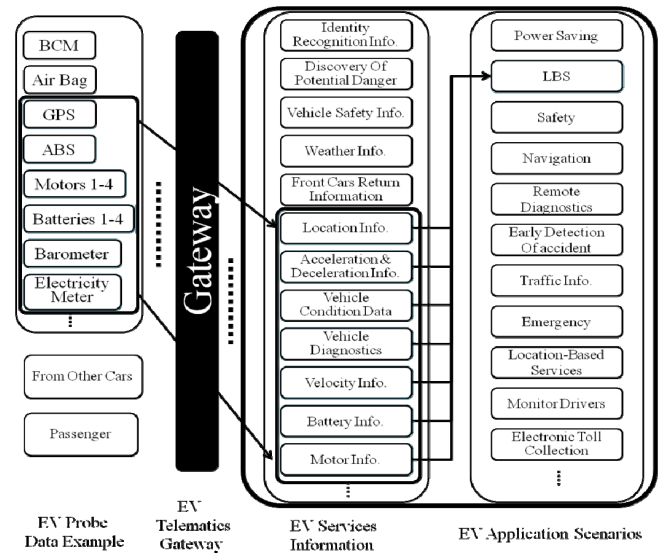 BCM
Air Bag
GPS
ABS
Motors 1-4
Batteries 1-4
Barometer
Electricity
Meter
From Other Cars
Passenger
EV Probe
Data Example
Gateway
EV
Telematics
Gateway
Identity
Recognition Info.
Discovery Of
Potential Danger
Vehicle Safety Info.
Weather Info.
Front Cars Return
Information
Location Info.
Acceleration &
Deceleration Info.
Vehicle
Condition Data
Vehicle
Diagnostics
Velocity Info.
Battery Info.
Motor Info.
EV Services
Information
Power Saving
LBS
Safety
Navigation
Remote
Diagnostics
Early Detection
Of accident
Traffic Info.
Emergency
Location-Based
Services
Monitor Drivers
Electronic Toll
Collection
EV Application Scenarios